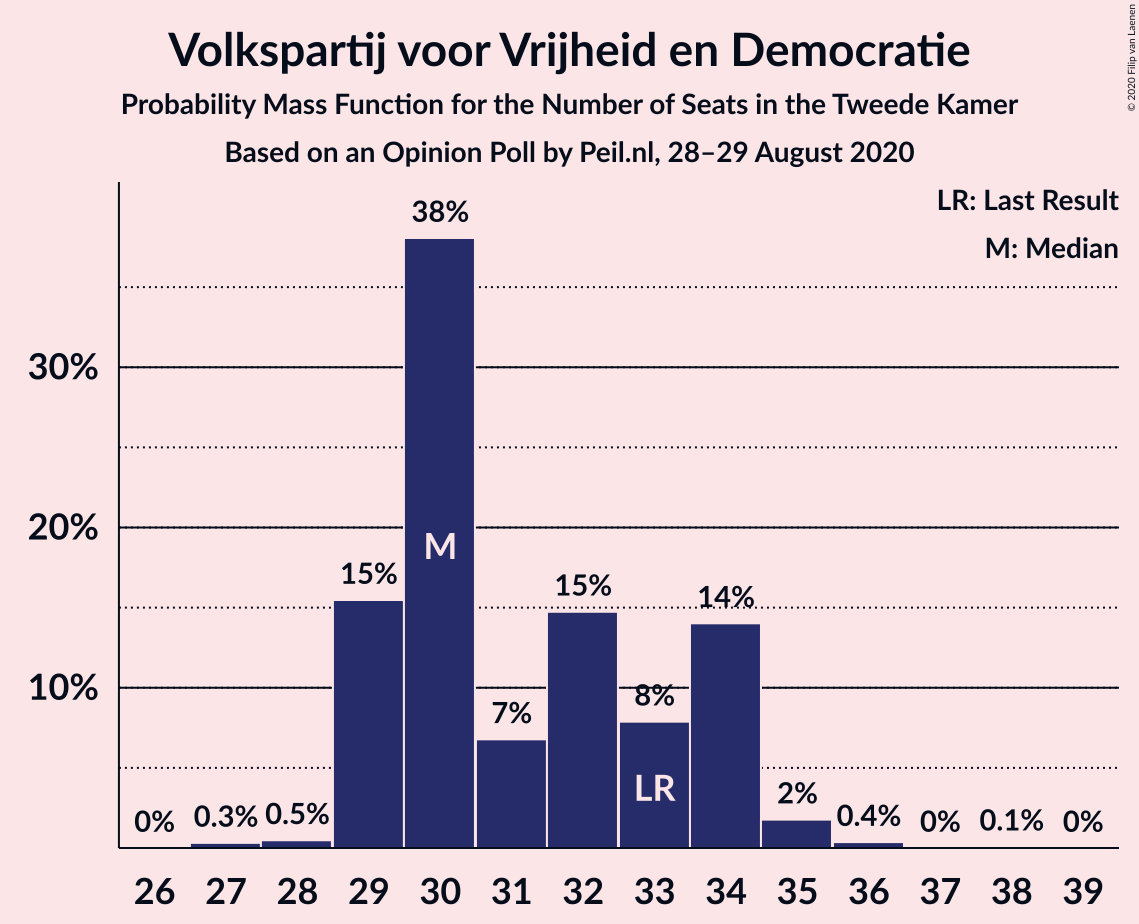 Volkspartij voor Vrijheid en Democratie
Probability Mass Function for the Number of Seats in the Tweede Kamer
Based on an Opinion Poll by Peil.nl, 28–29 August 2020
© 2020 Filip van Laenen
LR: Last Result
M: Median
30%
20%
10%
0%
0.3%
0.5%
15%
38%
7%
15%
8%
14%
2%
0.4%
0%
0.1%
0%
M
LR
26 27 28 29 30 31 32 33 34 35 36 37 38 39